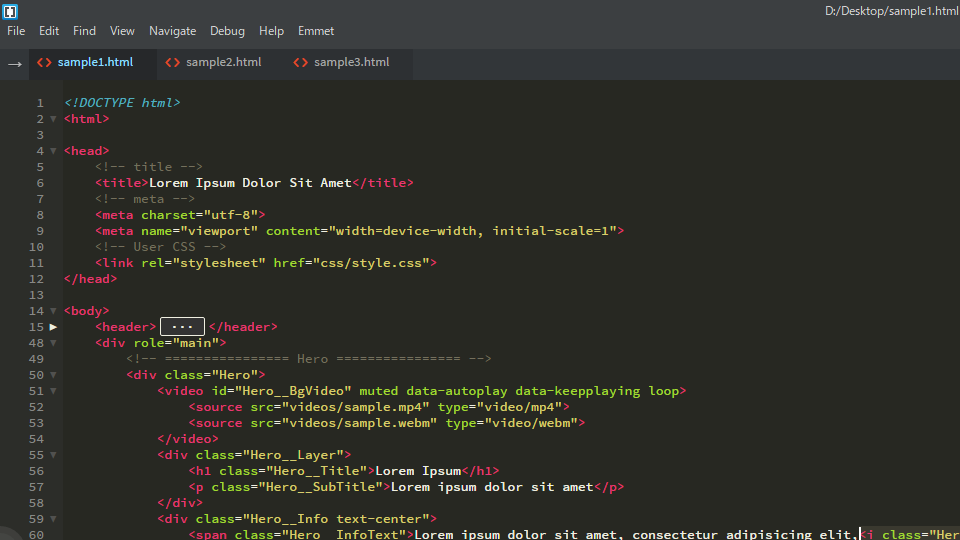 D:/Desktop/sample1.html
File Edit Find View Navigate Debug Help Emmet
→ <> sample1.html <> sample2.html <> sample3.html
1 <!DOCTYPE html>
2 <html>
3
4 <head>
5 <!-- title -->
6 <title>Lorem Ipsum Dolor Sit Amet</title>
7 <!-- meta -->
8 <meta charset="utf-8">
9 <meta name="viewport" content="width=device-width, initial-scale=1">
10 <!-- User CSS -->
11 <link rel="stylesheet" href="css/style.css">
12 </head>
13
14 <body>
15 <header> ... </header>
48 <div role="main">
49 <!-- ================ Hero ================ -->
50 <div class="Hero">
51 <video id="Hero__BgVideo" muted data-autoplay data-keepplaying loop>
52 <source src="videos/sample.mp4" type="video/mp4">
53 <source src="videos/sample.webm" type="video/webm">
54 </video>
55 <div class="Hero__Layer">
56 <h1 class="Hero__Title">Lorem Ipsum</h1>
57 <p class="Hero__SubTitle">Lorem ipsum dolor sit amet</p>
58 </div>
59 <div class="Hero__Info text-center">
60 <span class="Hero__InfoText">Lorem ipsum dolor sit amet, consectetur adipisicing elit,<i class="Her